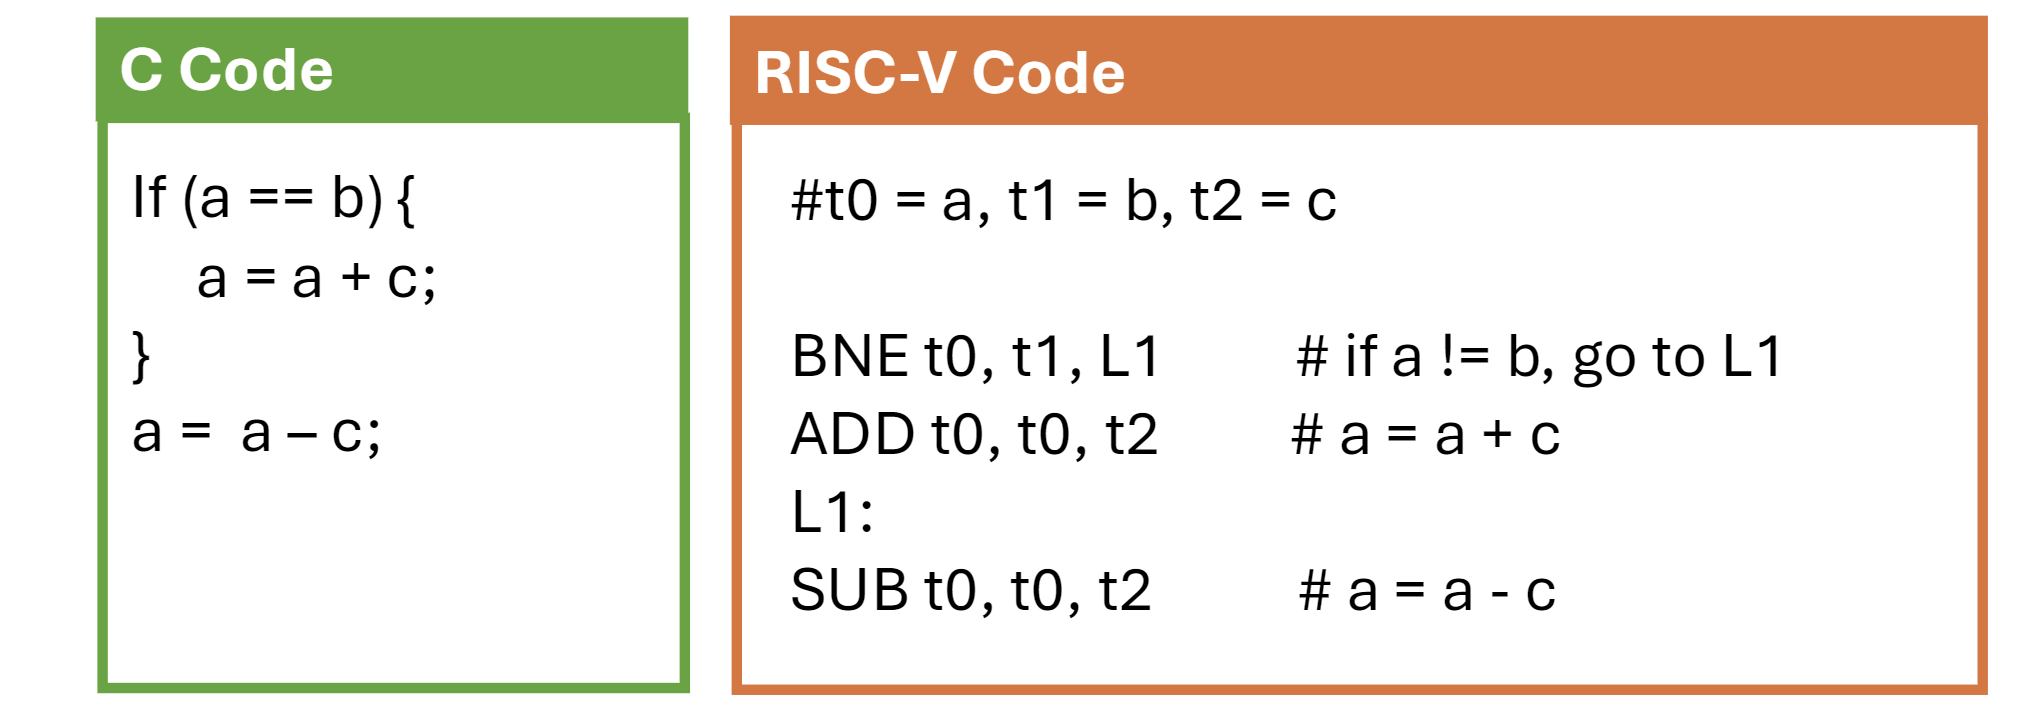 C Code
If (a == b) {
a = a + c;
}
a =  a – c;
RISC-V Code
#t0 = a, t1 = b, t2 = c
BNE t0, t1, L1 # if a != b, go to L1
ADD t0, t0, t2 # a = a + c
L1:
SUB t0, t0, t2 # a = a - c